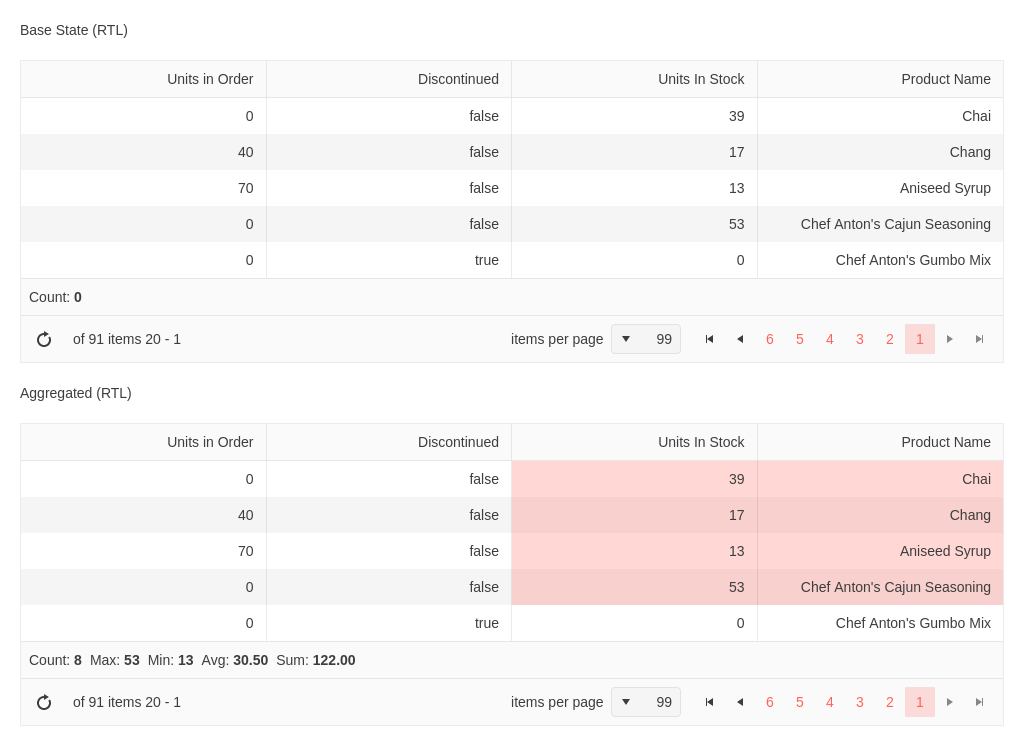 Base State (RTL)
Units in Order Discontinued Units In Stock Product Name
0 false 39 Chai
40 false 17 Chang
70 false 13 Aniseed Syrup
0 false 53 Chef Anton's Cajun Seasoning
0 true 0 Chef Anton's Gumbo Mix
Count: 0
of 91 items 20 - 1 items per page 99 6 5 4 3 2 1
Aggregated (RTL)
Units in Order Discontinued Units In Stock Product Name
0 false 39 Chai
40 false 17 Chang
70 false 13 Aniseed Syrup
0 false 53 Chef Anton's Cajun Seasoning
0 true 0 Chef Anton's Gumbo Mix
Count: 8 Max: 53 Min: 13 Avg: 30.50 Sum: 122.00
of 91 items 20 - 1 items per page 99 6 5 4 3 2 1